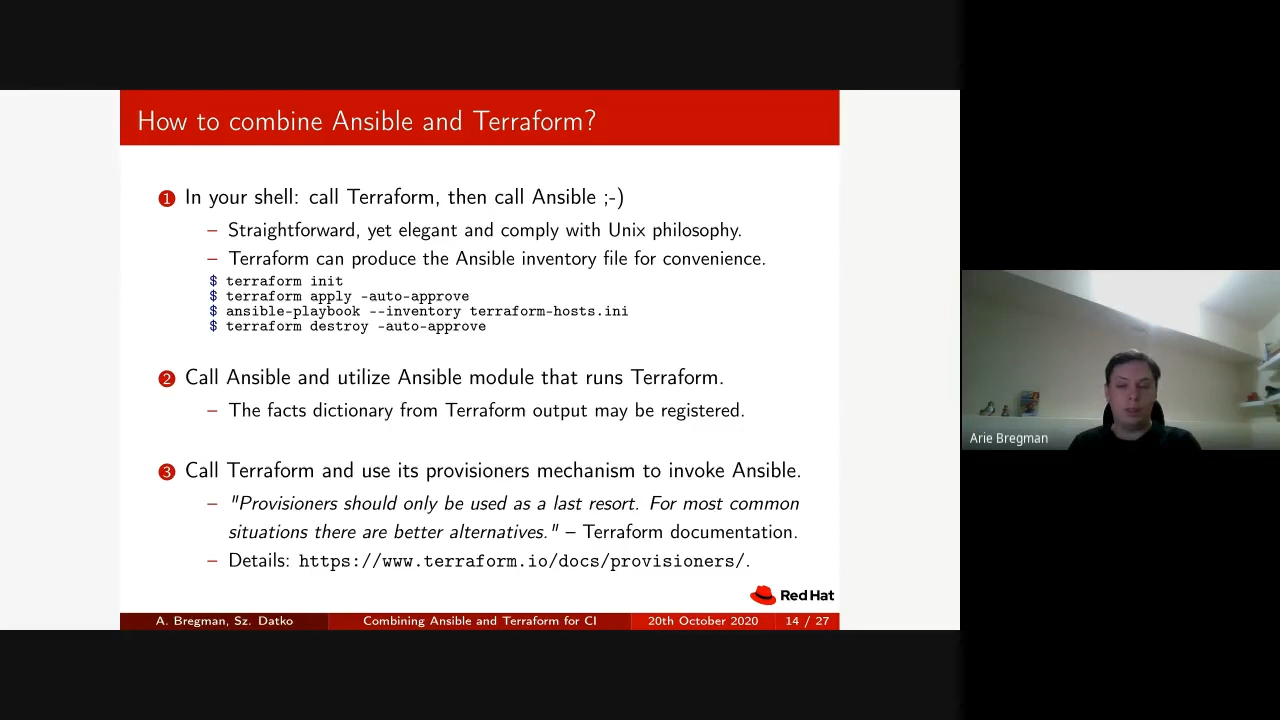 How to combine Ansible and Terraform?
1 In your shell: call Terraform, then call Ansible ;-)
– Straightforward, yet elegant and comply with Unix philosophy.
– Terraform can produce the Ansible inventory file for convenience.
$ terraform init
$ terraform apply -auto-approve
$ ansible-playbook --inventory terraform-hosts.ini
$ terraform destroy -auto-approve
2 Call Ansible and utilize Ansible module that runs Terraform.
– The facts dictionary from Terraform output may be registered.
3 Call Terraform and use its provisioners mechanism to invoke Ansible.
– "Provisioners should only be used as a last resort. For most common
situations there are better alternatives." – Terraform documentation.
– Details: https://www.terraform.io/docs/provisioners/.
Red Hat
A. Bregman, Sz. Datko
Combining Ansible and Terraform for CI
20th October 2020
14 / 27
Arie Bregman